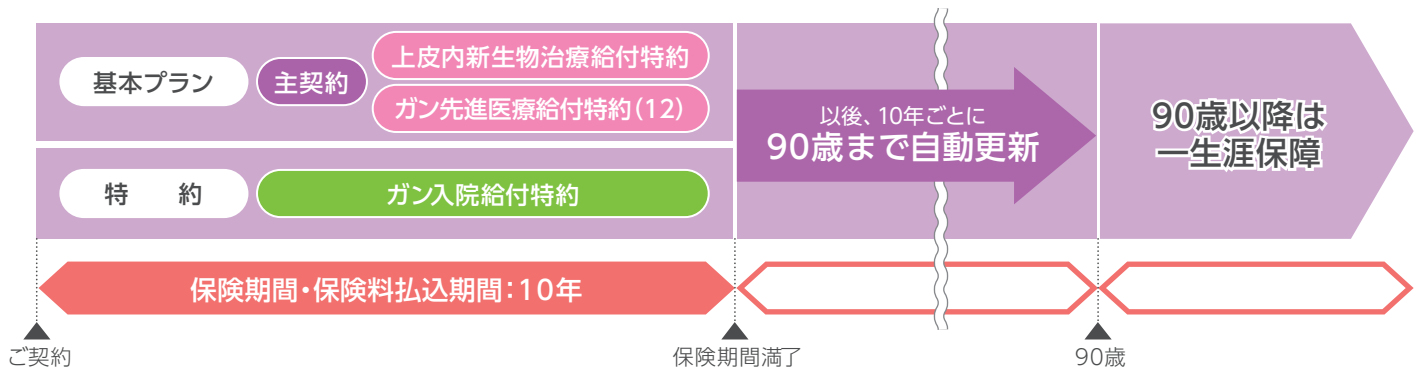 基本プラン
主契約
上皮内新生物治療給付特約
ガン先進医療給付特約(12)
特　約
ガン入院給付特約
以後、10年ごとに
90歳まで自動更新
90歳以降は
一生涯保障
保険期間・保険料払込期間:10年
ご契約
保険期間満了
90歳